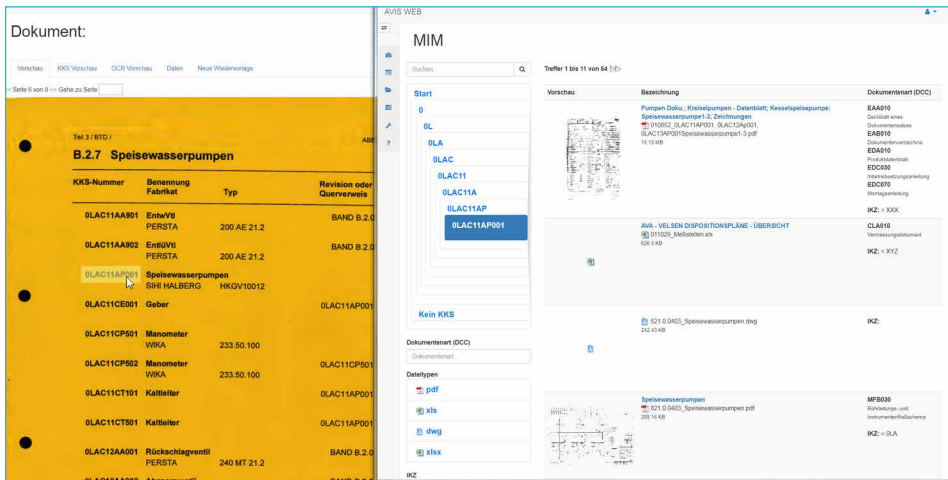 Dokument:
Vorschau KKS Vorschau OCR Vorschau Daten Neue Wiedervorlage
<< Seite 6 von 9 >> Gehe zu Seite
Teil 3 / BTD /
B.2.7 Speisewasserpumpen
KKS-Nummer Benennung Fabrikat Typ Revision oder Querverweis
0LAC11AA901 EntwVtl BAND B.2.0
PERSTA 200 AE 21.2
0LAC11AA902 EntlüVtl BAND B.2.0
PERSTA 200 AE 21.2
0LAC11AP001 Speisewasserpumpen
SIHI HALBERG HKGV10012
0LAC11CE001 Geber 0LAC11AP001
0LAC11CP501 Manometer
WIKA 233.50.100
0LAC11CP502 Manometer 0LAC11CP501
WIKA 233.50.100
0LAC11CT101 Kaltleiter 0LAC11AP001
0LAC11CT501 Kaltleiter 0LAC11AP001
0LAC12AA001 Rückschlagventil BAND B.2.0
PERSTA 240 MT 21.2
AVIS WEB
MIM
Suchen..
Start
0
0L
0LA
0LAC
0LAC11
0LAC11A
0LAC11AP
0LAC11AP001
Kein KKS
Dokumentenart (DCC)
Dokumentenart..
Dateitypen
pdf
xls
dwg
xlsx
IKZ
Treffer 1 bis 11 von 64
Vorschau Bezeichnung Dokumentenart (DCC)
Pumpen Doku.; Kreiselpumpen - Datenblatt; Kesselspeisepumpe;
Speisewasserpumpe1-3; Zeichnungen
010852_0LAC11AP001, 0LAC12Ap001,
0LAC13AP001Speisewasserpumpe1-3.pdf
15.15 MB
EAA010
Deckblatt eines
Dokumentensatzes
EAB010
Dokumentenverzeichnis
EDA010
Produktdatenblatt
EDC030
Inbetriebsetzungsanleitung
EDC070
Montageanleitung
IKZ: = XXX
AVA - VELSEN DISPOSITIONSPLÄNE - ÜBERSICHT
011029_Meßstellen.xls
626.5 KB
CLA010
Vermessungsdokument
IKZ: = XYZ
821.0.0403_Speisewasserpumpen.dwg
242.43 KB
IKZ:
Speisewasserpumpen
821.0.0403_Speisewasserpumpen.pdf
268.16 KB
MFB030
Rohrleitungs- und
Instrumentenfließschema
IKZ: = 0LA